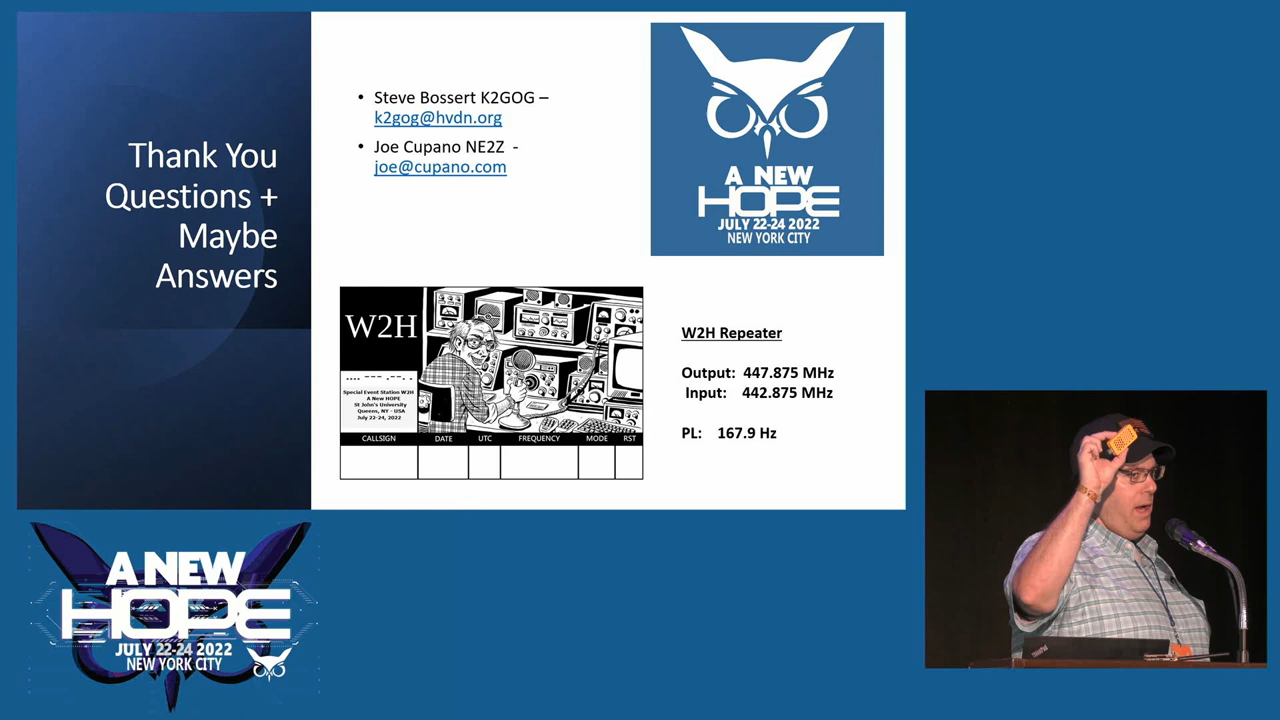 Thank You
Questions +
Maybe
Answers
• Steve Bossert K2GOG –
k2gog@hvdn.org
• Joe Cupano NE2Z -
joe@cupano.com
A NEW
HOPE
JULY 22-24 2022
NEW YORK CITY
W2H
.... --- .--. .
Special Event Station W2H
A New HOPE
St John's University
Queens, NY - USA
July 22-24, 2022
CALLSIGN DATE UTC FREQUENCY MODE RST
W2H Repeater
Output: 447.875 MHz
Input: 442.875 MHz
PL: 167.9 Hz
A NEW
HOPE
JULY 22-24 2022
NEW YORK CITY
ThinkPad